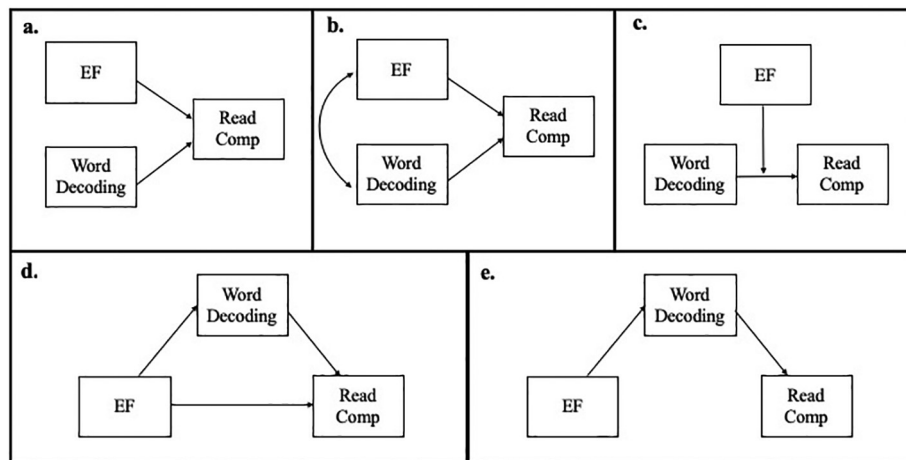 a.
EF
Read
Comp
Word
Decoding
b.
EF
Read
Comp
Word
Decoding
c.
EF
Word
Decoding
Read
Comp
d.
Word
Decoding
EF
Read
Comp
e.
Word
Decoding
EF
Read
Comp